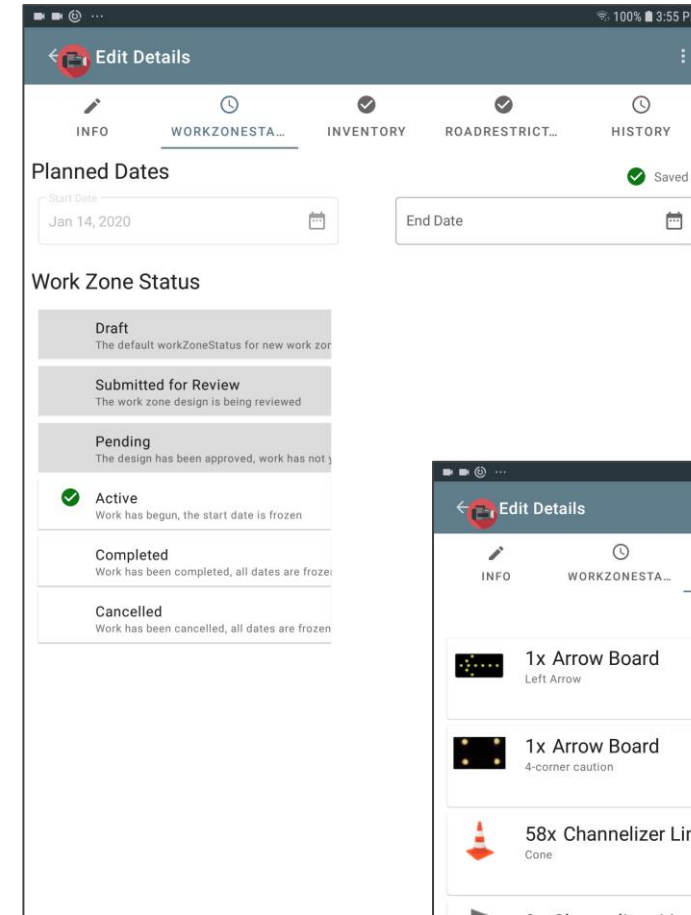 100% 3:55 P
Edit Details
INFO WORKZONESTA... INVENTORY ROADRESTRICT... HISTORY
Planned Dates
Saved
Start Date
Jan 14, 2020
End Date
Work Zone Status
Draft
The default workZoneStatus for new work zon
Submitted for Review
The work zone design is being reviewed
Pending
The design has been approved, work has not y
Active
Work has begun, the start date is frozen
Completed
Work has been completed, all dates are frozen
Cancelled
Work has been cancelled, all dates are frozen
Edit Details
INFO WORKZONESTA...
1x Arrow Board
Left Arrow
1x Arrow Board
4-corner caution
58x Channelizer Lin
Cone